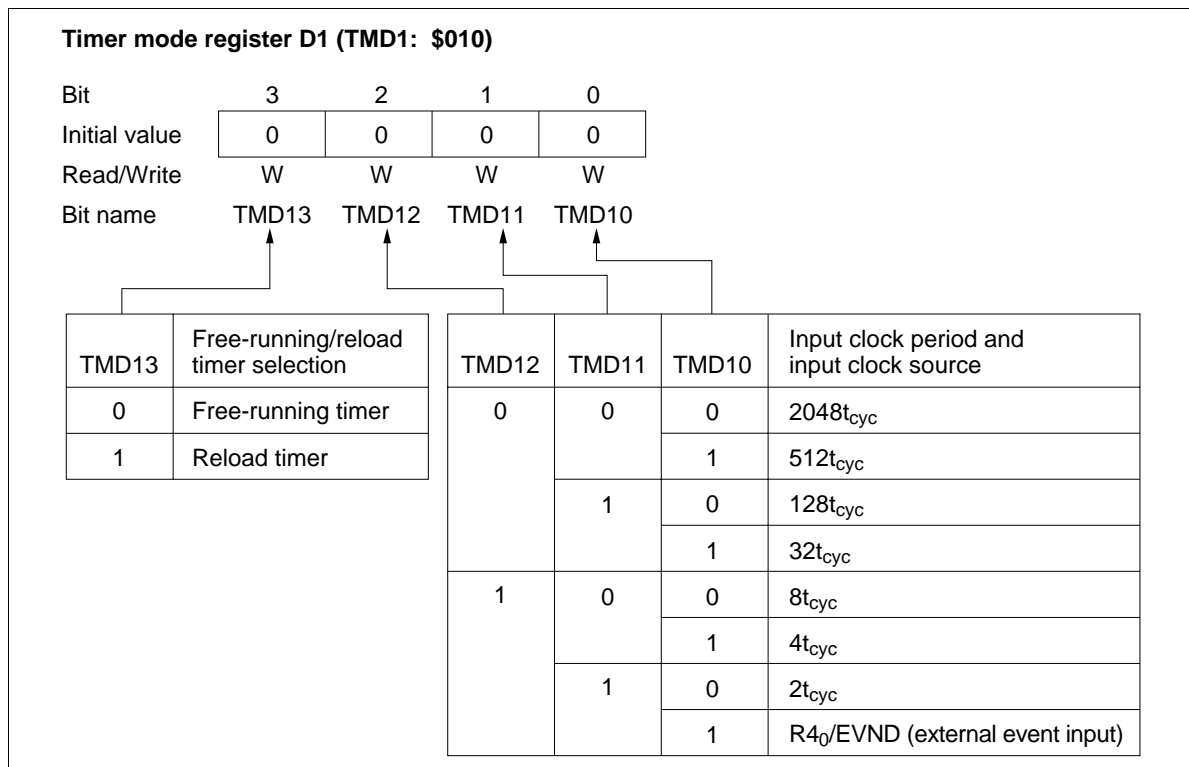 Timer mode register D1 (TMD1: $010)
Bit 3 2 1 0
Initial value 0 0 0 0
Read/Write W W W W
Bit name TMD13 TMD12 TMD11 TMD10
TMD13 Free-running/reload
timer selection
0 Free-running timer
1 Reload timer
TMD12 TMD11 TMD10 Input clock period and
input clock source
0 0 0 2048tcyc
1 512tcyc
1 0 128tcyc
1 32tcyc
1 0 0 8tcyc
1 4tcyc
1 0 2tcyc
1 R40/EVND (external event input)